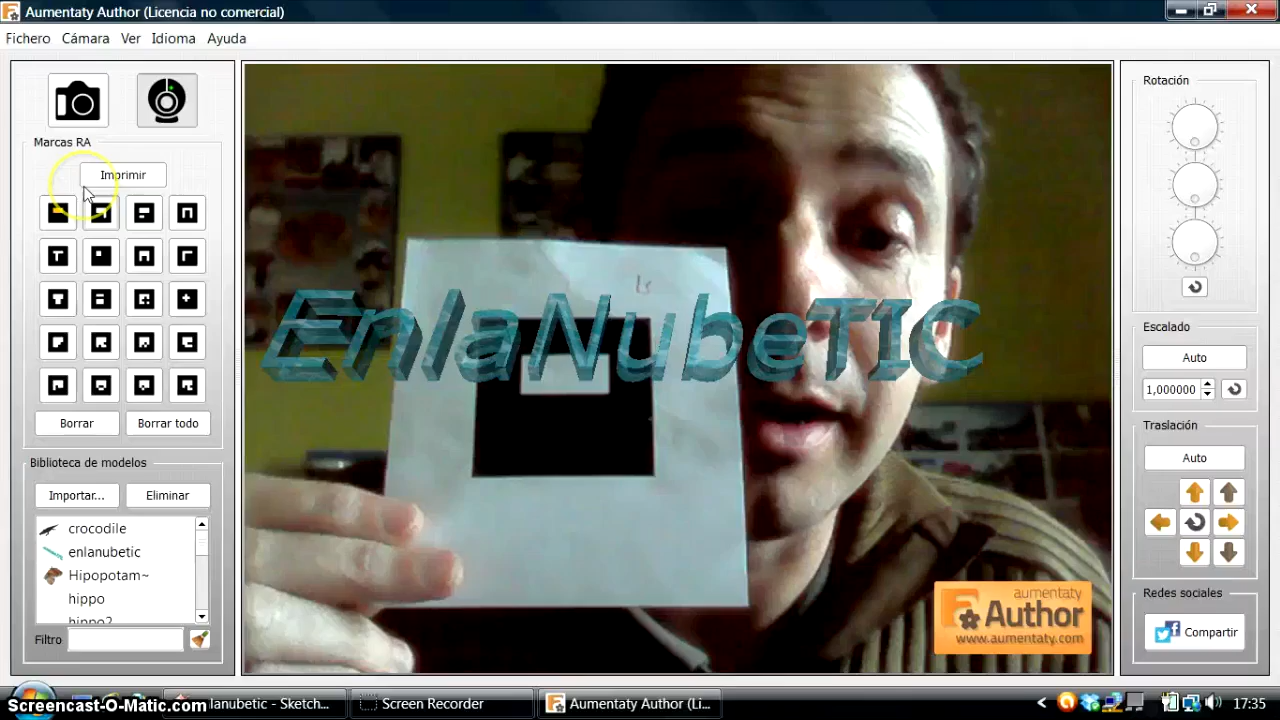 Aumentaty Author (Licencia no comercial)
Fichero Cámara Ver Idioma Ayuda
Marcas RA
Imprimir
Borrar Borrar todo
Biblioteca de modelos
Importar... Eliminar
crocodile
enlanubetic
Hipopotam~
hippo
hippo2
Filtro
EnlaNubeTIC
aumentaty
Author
www.aumentaty.com
Rotación
Escalado
Auto
1,000000
Traslación
Auto
Redes sociales
Compartir
Screencast-O-Matic.com
lanubetic - Sketch...
Screen Recorder
Aumentaty Author (Li...
17:35